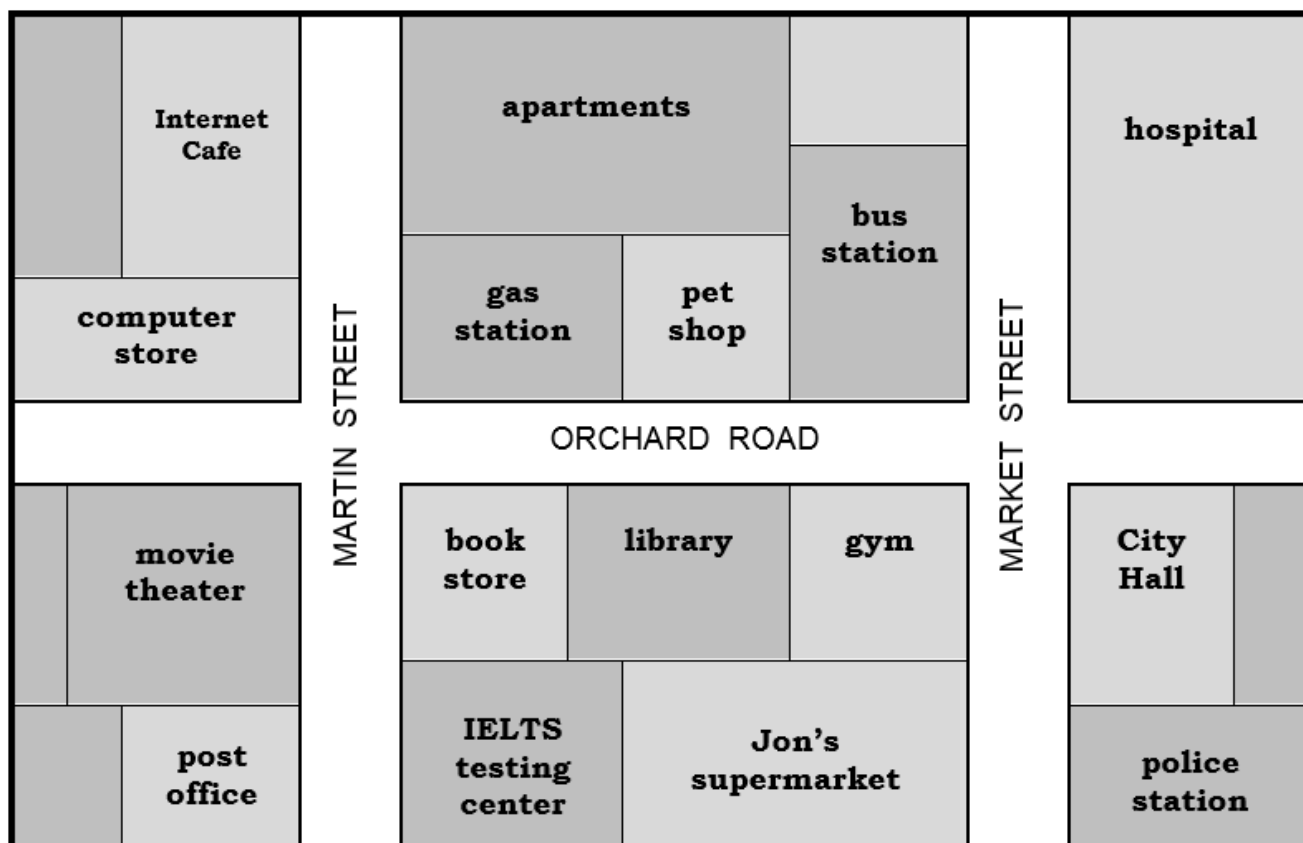 Internet
Cafe
apartments
hospital
bus
station
computer
store
gas
station
pet
shop
MARTIN STREET
MARKET STREET
ORCHARD ROAD
movie
theater
book
store
library
gym
City
Hall
post
office
IELTS
testing
center
Jon's
supermarket
police
station